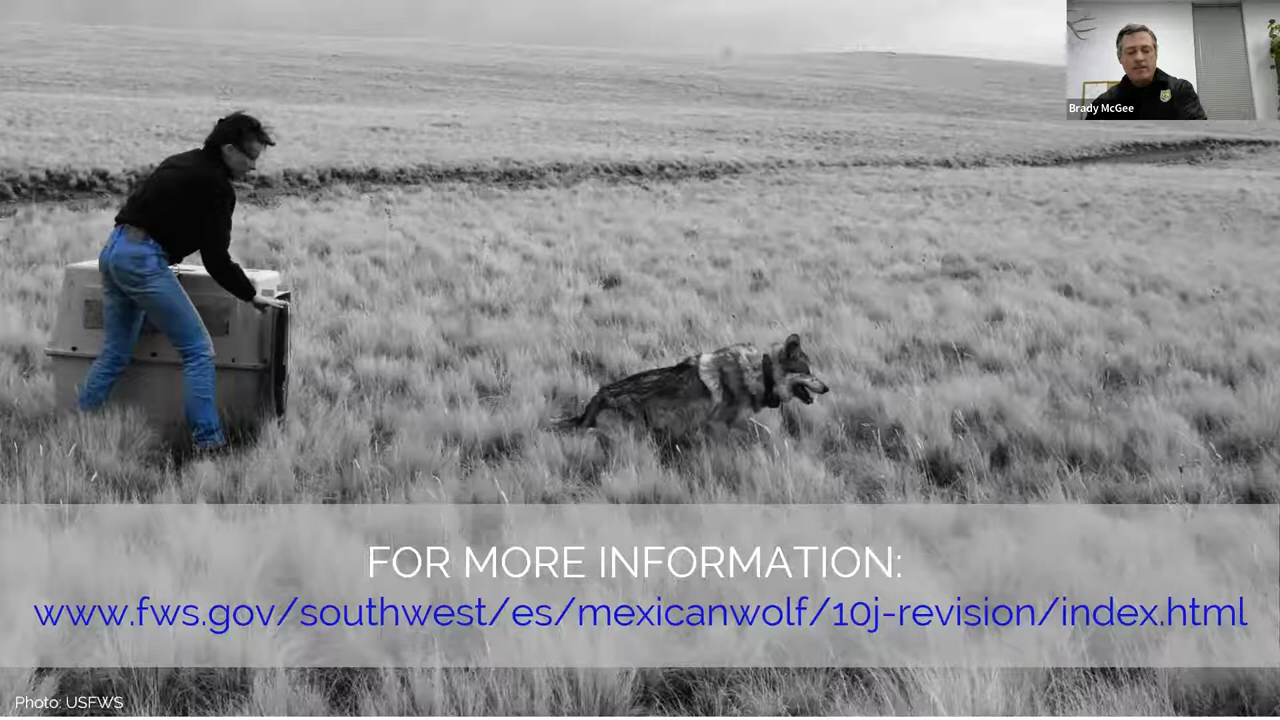 Brady McGee
FOR MORE INFORMATION:
www.fws.gov/southwest/es/mexicanwolf/10j-revision/index.html
Photo: USFWS